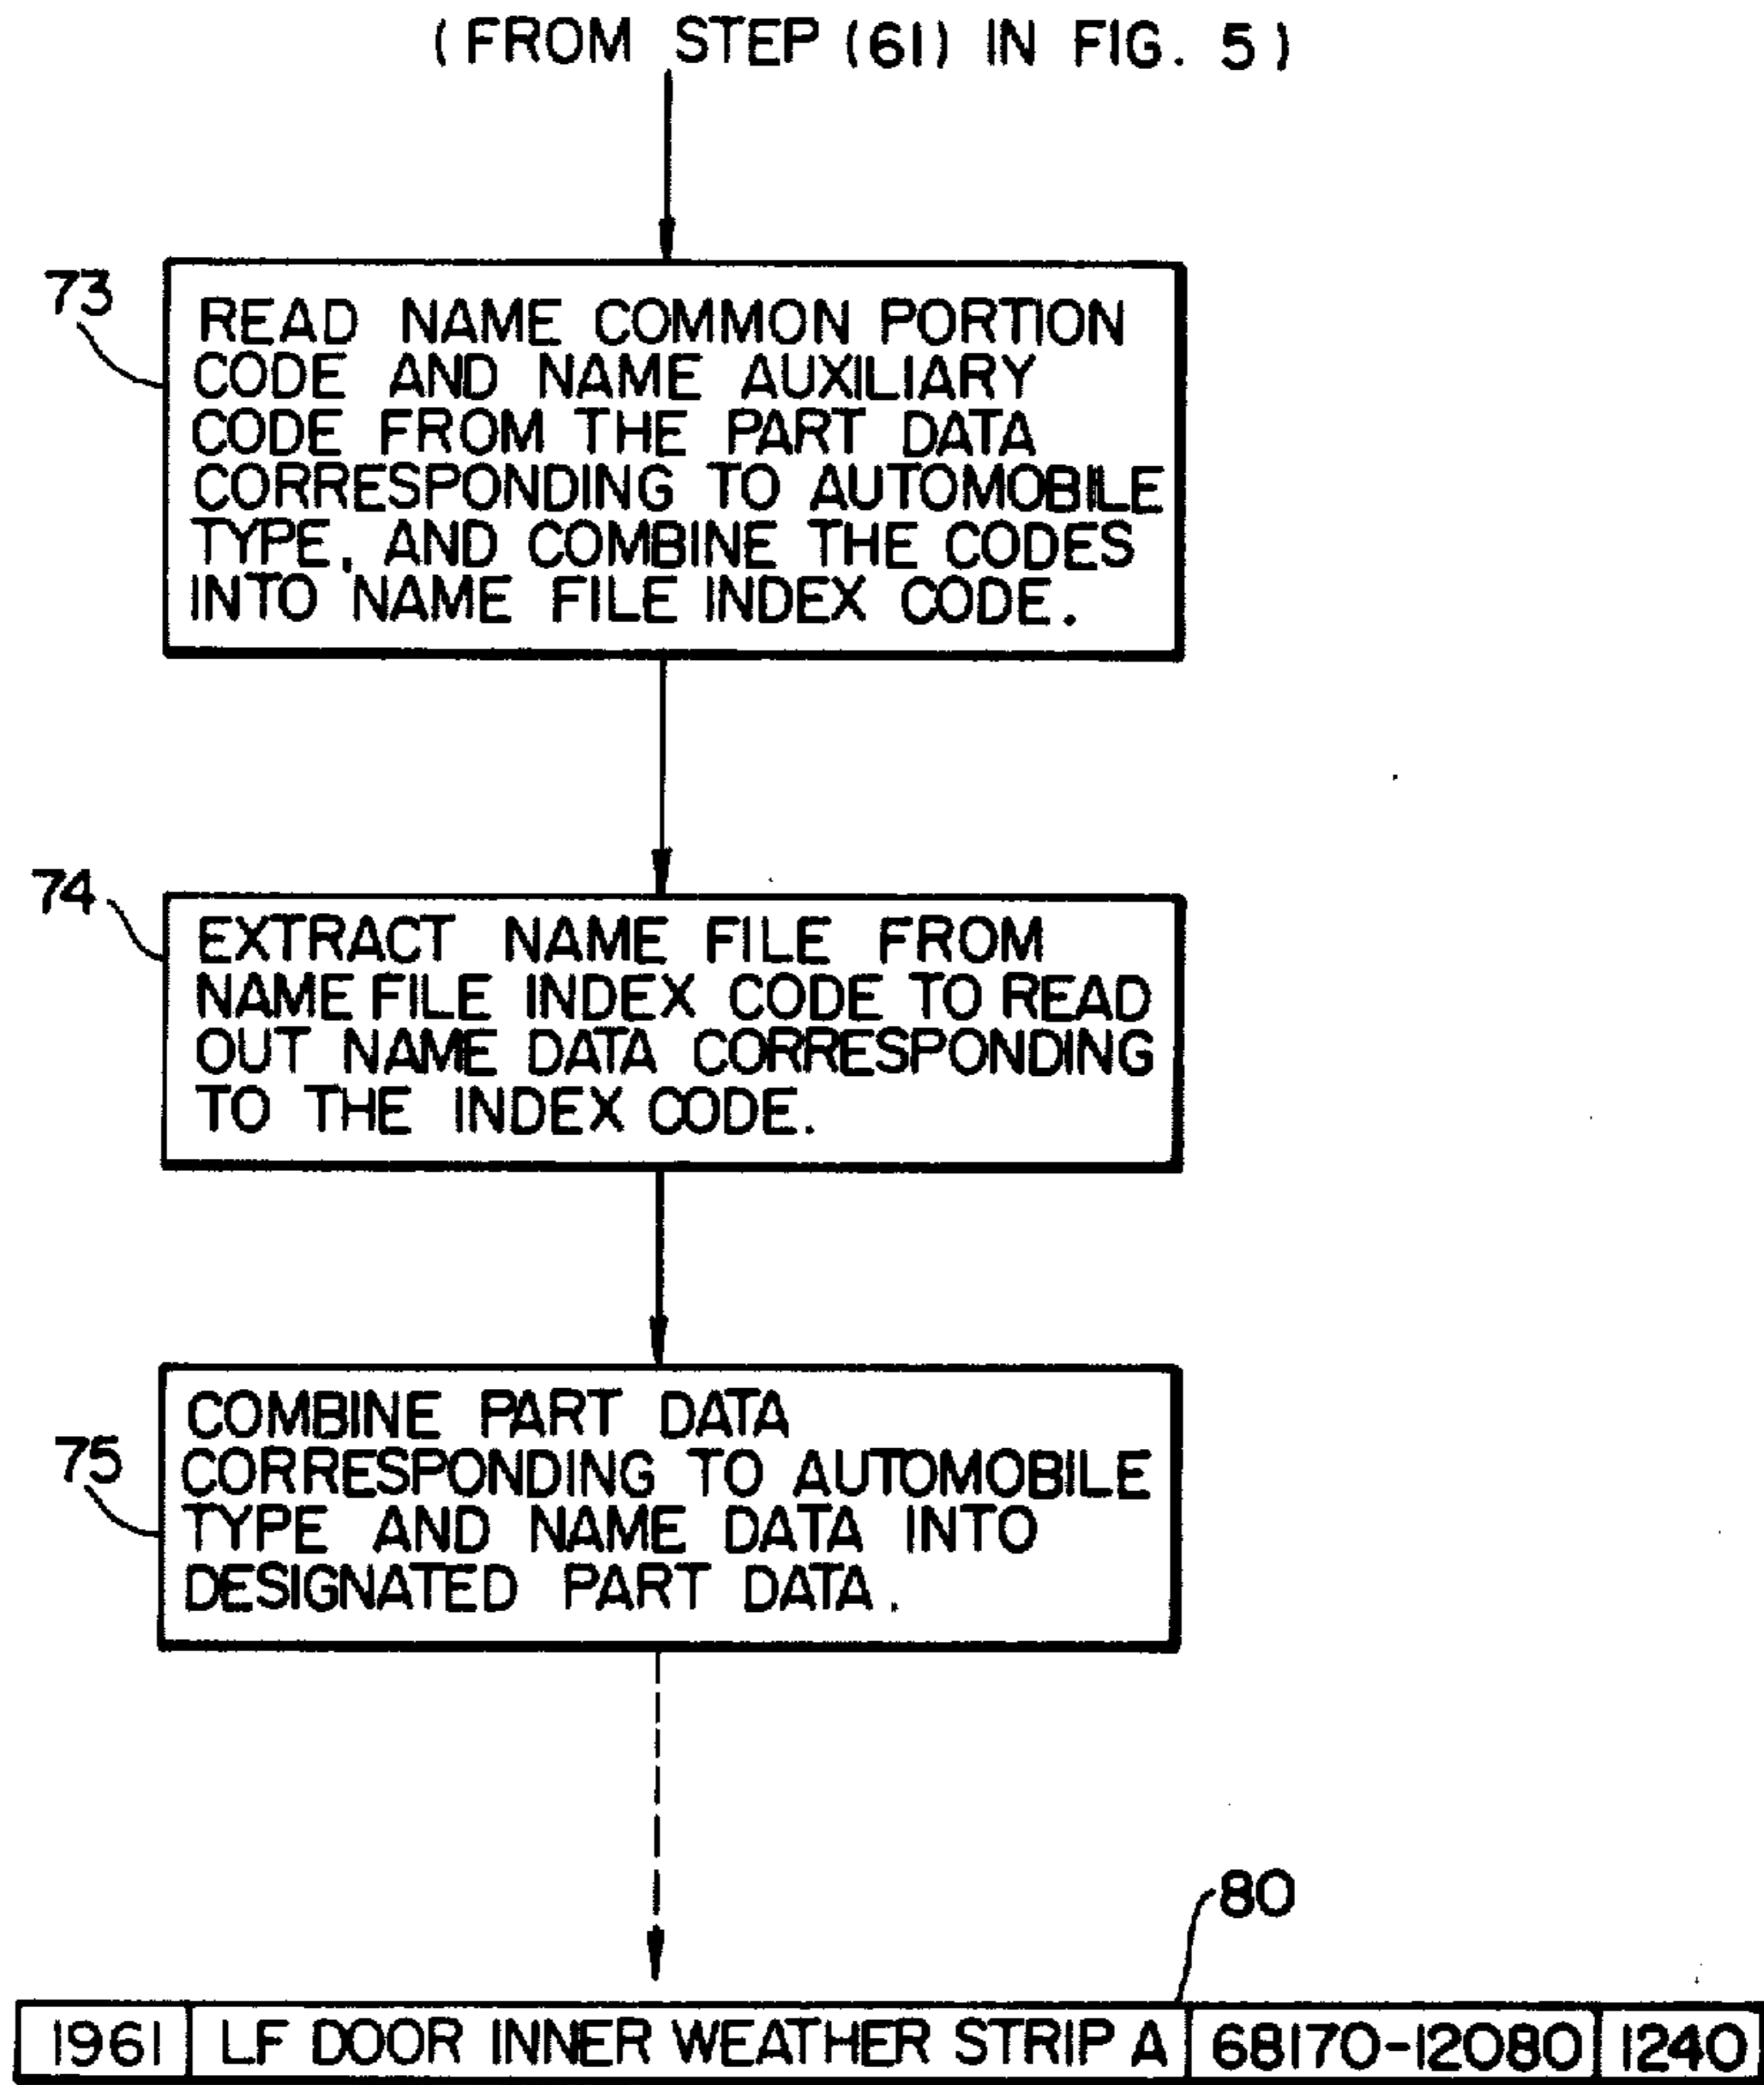 (FROM STEP (61) IN FIG. 5)
73
READ NAME COMMON PORTION
CODE AND NAME AUXILIARY
CODE FROM THE PART DATA
CORRESPONDING TO AUTOMOBILE
TYPE, AND COMBINE THE CODES
INTO NAME FILE INDEX CODE.
74
EXTRACT NAME FILE FROM
NAME FILE INDEX CODE TO READ
OUT NAME DATA CORRESPONDING
TO THE INDEX CODE.
75
COMBINE PART DATA
CORRESPONDING TO AUTOMOBILE
TYPE AND NAME DATA INTO
DESIGNATED PART DATA.
80
1961 LF DOOR INNER WEATHER STRIP A 68170-12080 1240